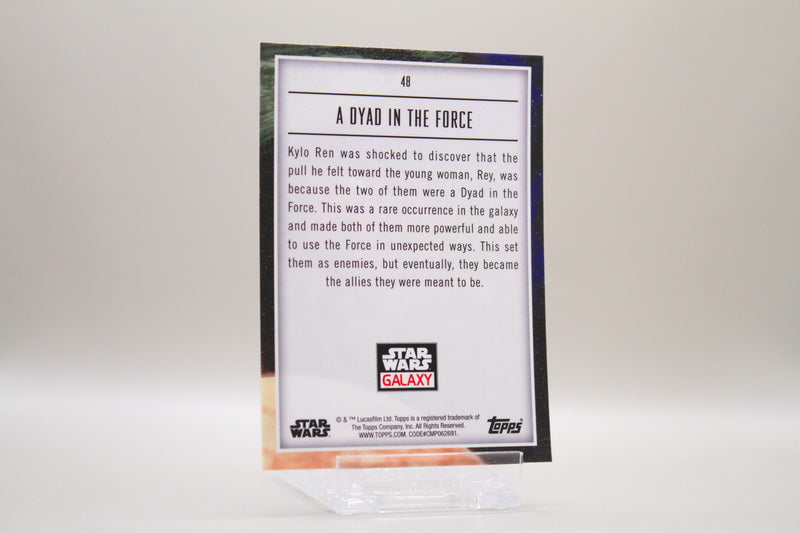 48
A DYAD IN THE FORCE
Kylo Ren was shocked to discover that the
pull he felt toward the young woman, Rey, was
because the two of them were a Dyad in the
Force. This was a rare occurrence in the galaxy
and made both of them more powerful and able
to use the Force in unexpected ways. This set
them as enemies, but eventually, they became
the allies they were meant to be.
STAR
WARS
GALAXY
STAR
WARS
© & ™ Lucasfilm Ltd. Topps is a registered trademark of
The Topps Company, Inc. All Rights Reserved.
WWW.TOPPS.COM. CODE#CMP062691.
Topps®